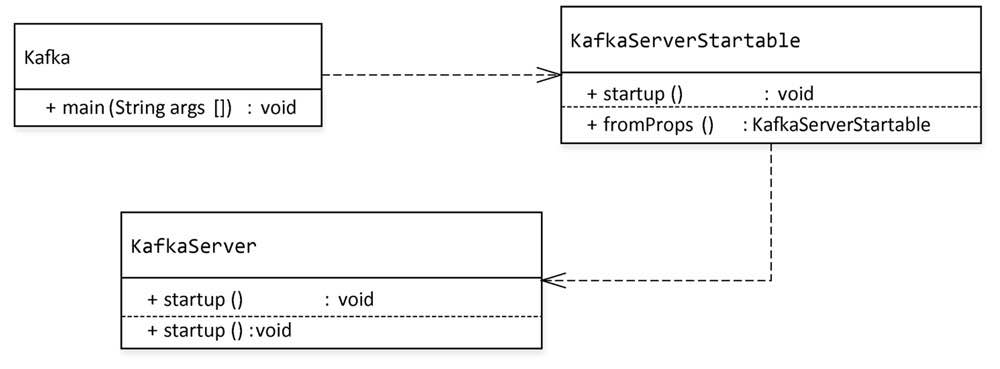 Kafka
+ main (String args []) : void
KafkaServerStartable
+ startup () : void
+ fromProps () : KafkaServerStartable
KafkaServer
+ startup () : void
+ startup () :void